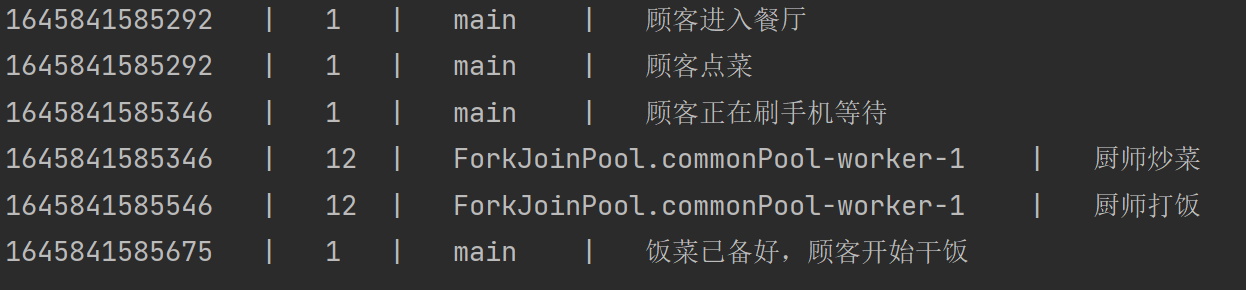 1645841585292 | 1 | main | 顾客进入餐厅
1645841585292 | 1 | main | 顾客点菜
1645841585346 | 1 | main | 顾客正在刷手机等待
1645841585346 | 12 | ForkJoinPool.commonPool-worker-1 | 厨师炒菜
1645841585546 | 12 | ForkJoinPool.commonPool-worker-1 | 厨师打饭
1645841585675 | 1 | main | 饭菜已备好，顾客开始干饭